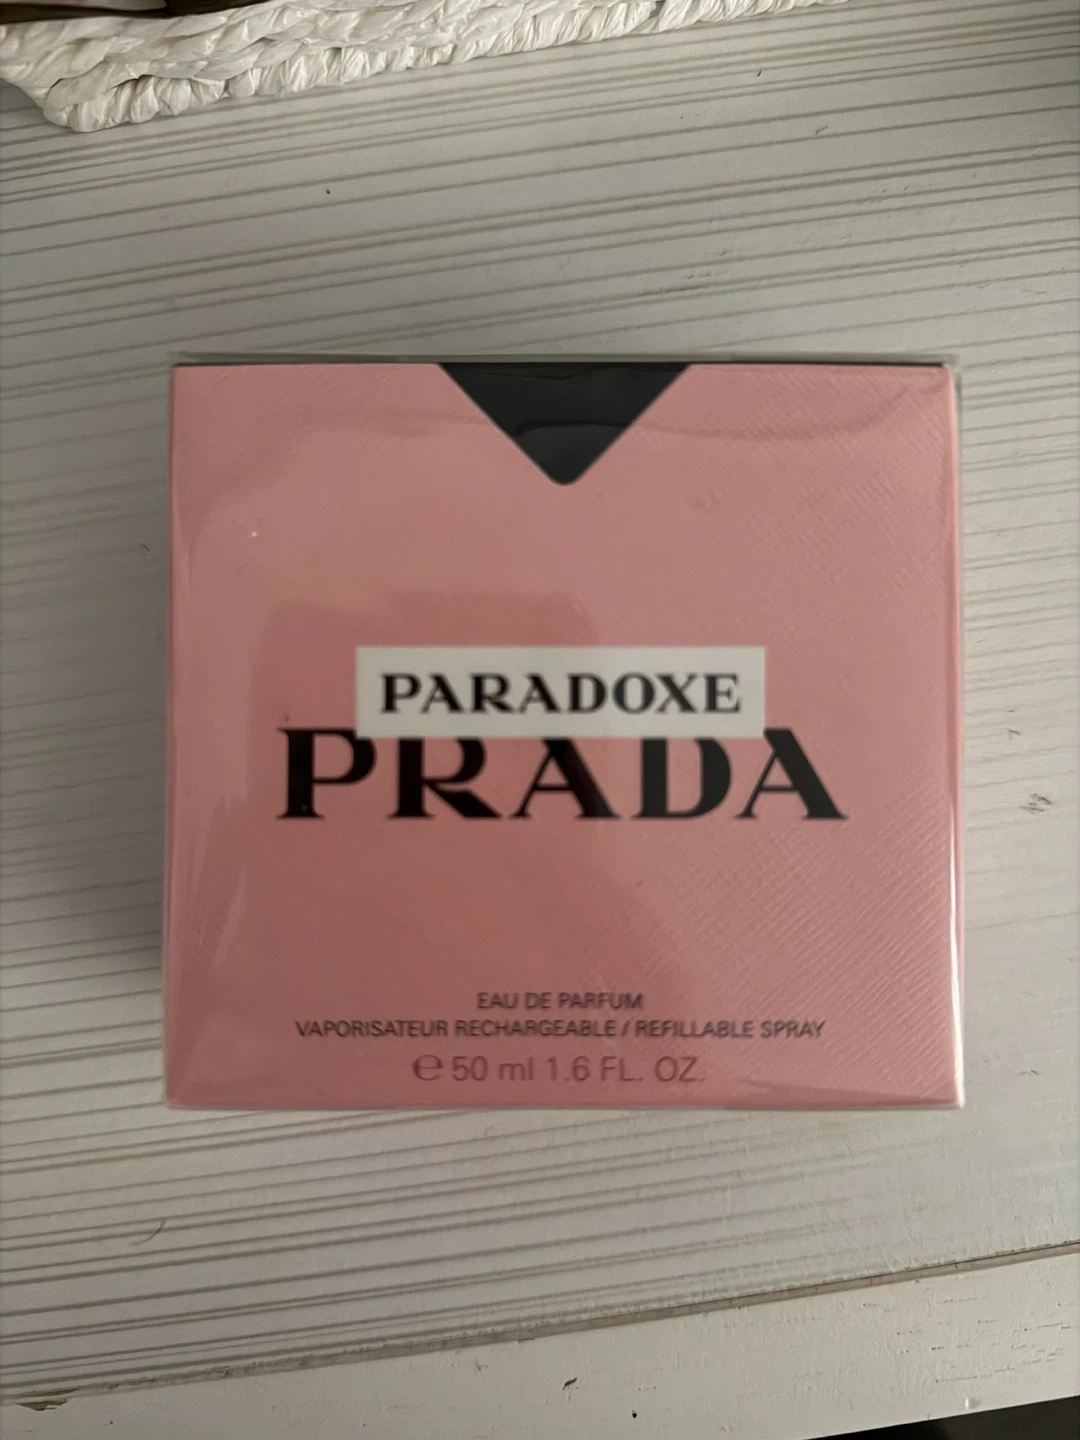 PARADOXE
PRADA
EAU DE PARFUM
VAPORISATEUR RECHARGEABLE / REFILLABLE SPRAY
℮ 50 ml 1.6 FL. OZ.